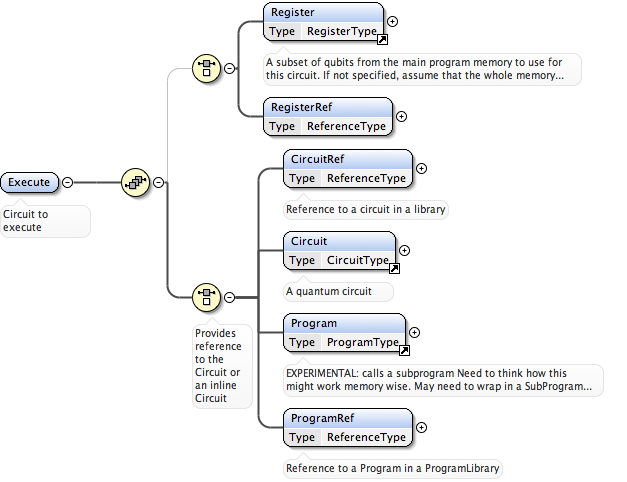 Register
Type RegisterType
A subset of qubits from the main program memory to use for
this circuit. If not specified, assume that the whole memory...
RegisterRef
Type ReferenceType
Execute
Circuit to
execute
CircuitRef
Type ReferenceType
Reference to a circuit in a library
Circuit
Type CircuitType
A quantum circuit
Provides
reference
to the
Circuit or
an inline
Circuit
Program
Type ProgramType
EXPERIMENTAL: calls a subprogram Need to think how this
might work memory wise. May need to wrap in a SubProgram...
ProgramRef
Type ReferenceType
Reference to a Program in a ProgramLibrary